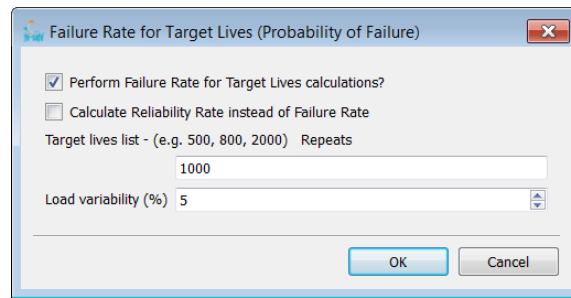 Failure Rate for Target Lives (Probability of Failure)
Perform Failure Rate for Target Lives calculations?
Calculate Reliability Rate instead of Failure Rate
Target lives list - (e.g. 500, 800, 2000) Repeats
1000
Load variability (%) 5
OK Cancel